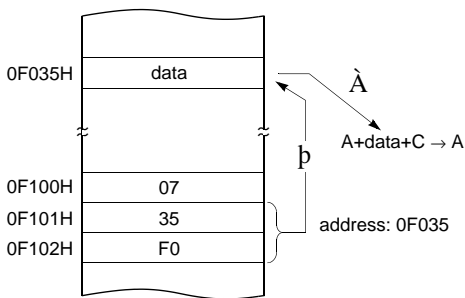 0F035H data
À
A+data+C → A
þ
0F100H 07
0F101H 35
address: 0F035
0F102H F0